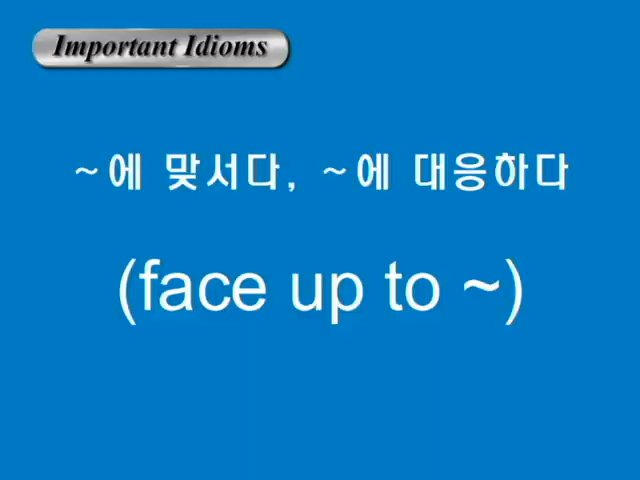 Important Idioms
~에 맞서다, ~에 대응하다
(face up to ~)